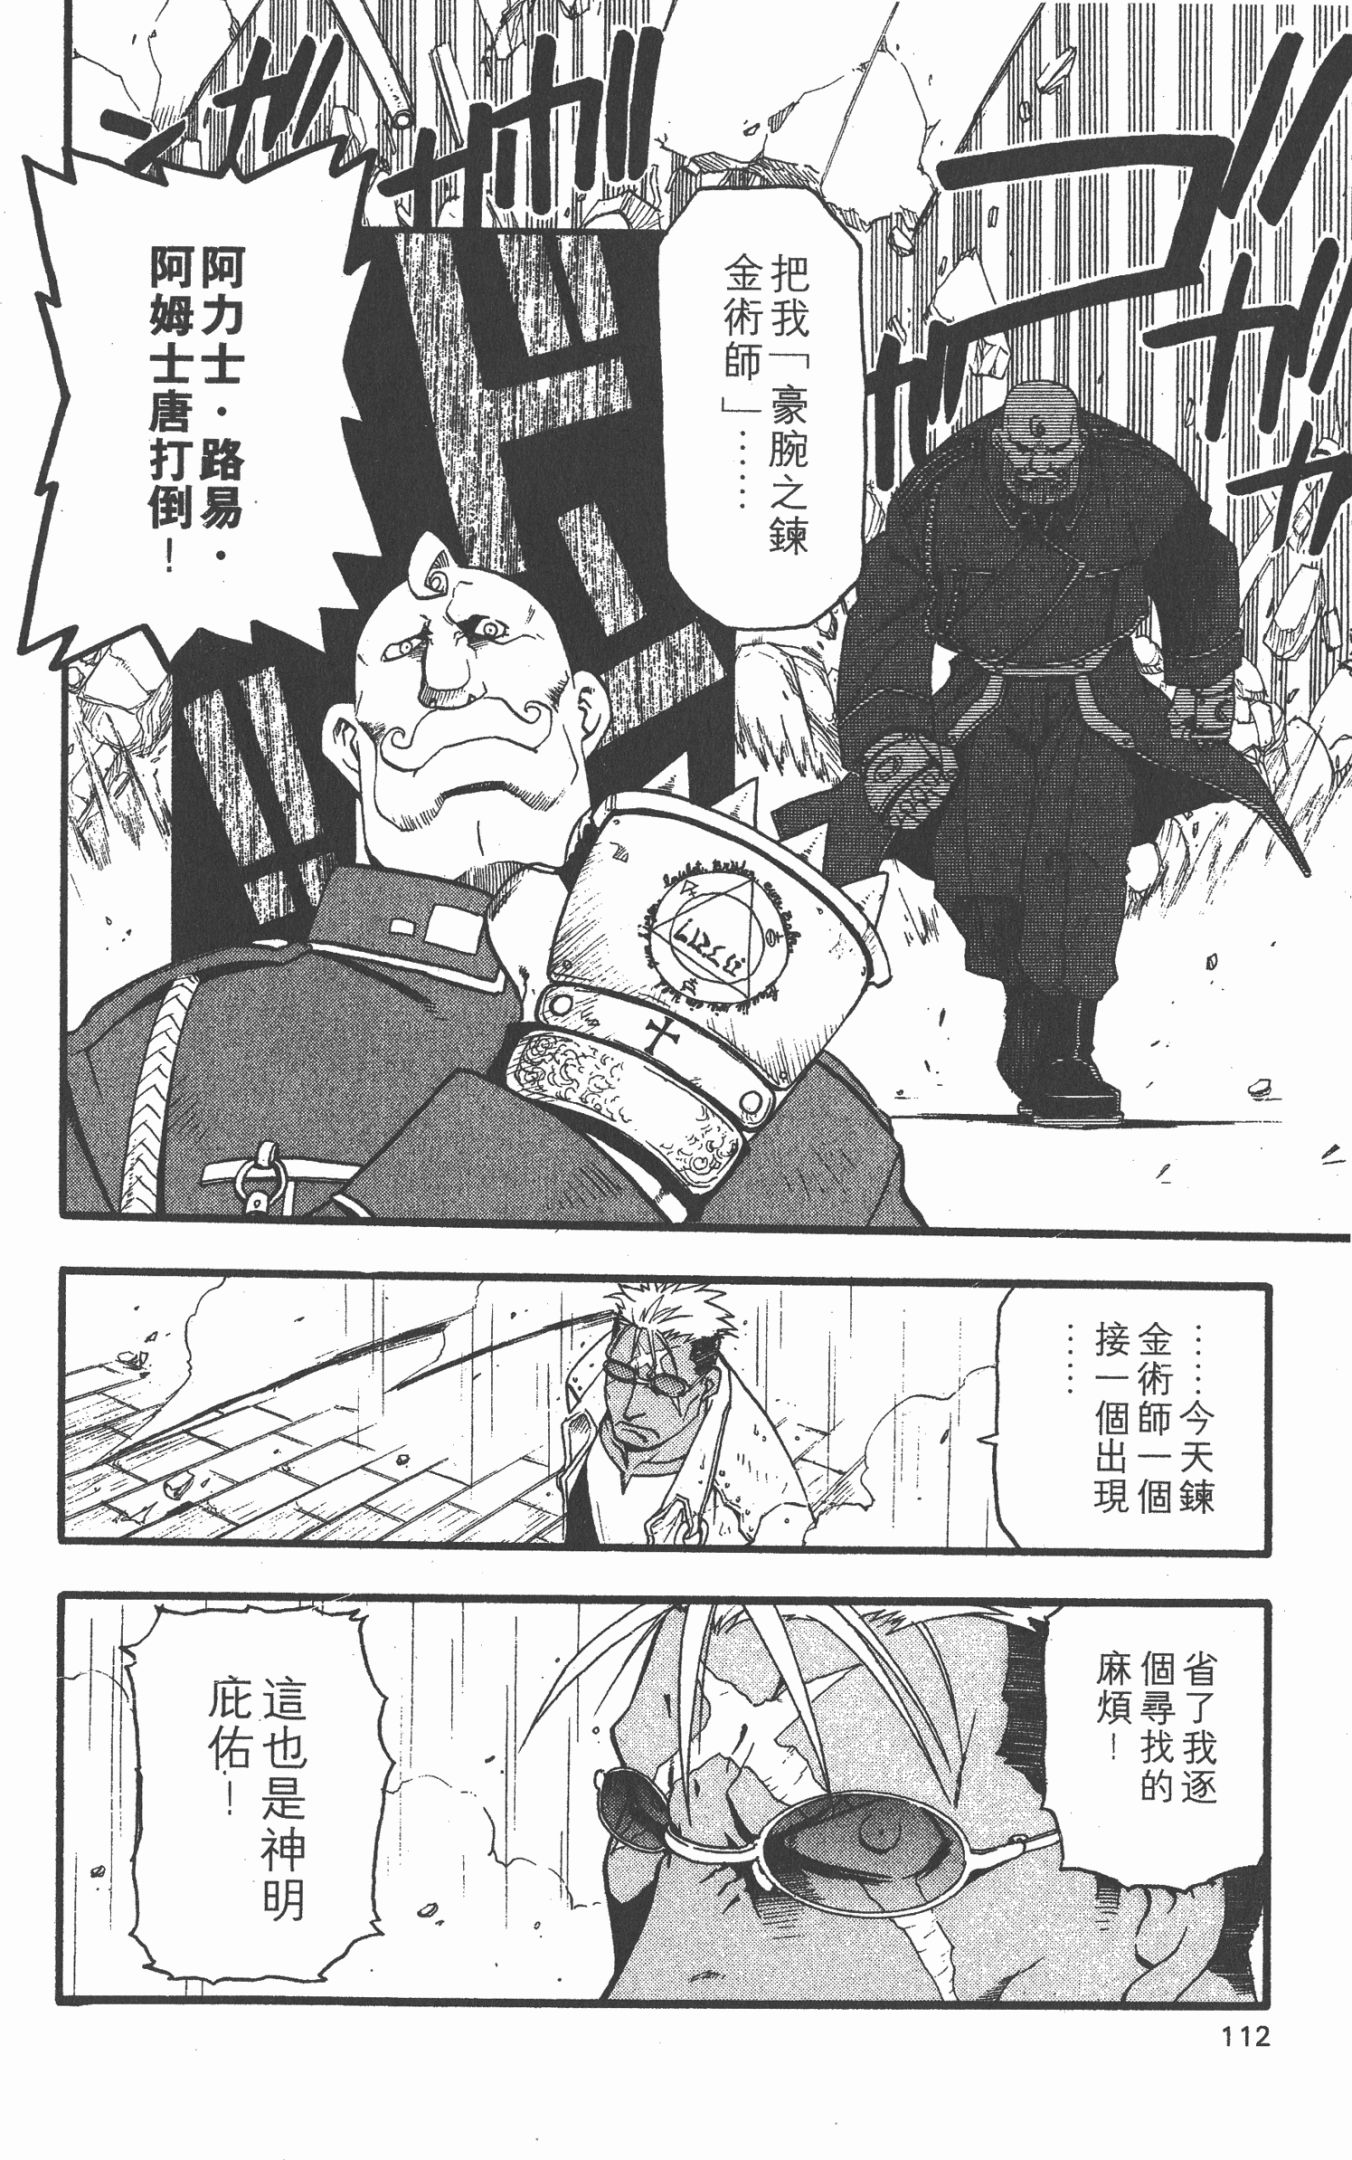 把我「豪腕之鍊
金術師」……
阿力士・路易・
阿姆士唐打倒！
……今天鍊
金術師一個
接一個出現
……
省了我逐
個尋找的
麻煩！
這也是神明
庇佑！
112